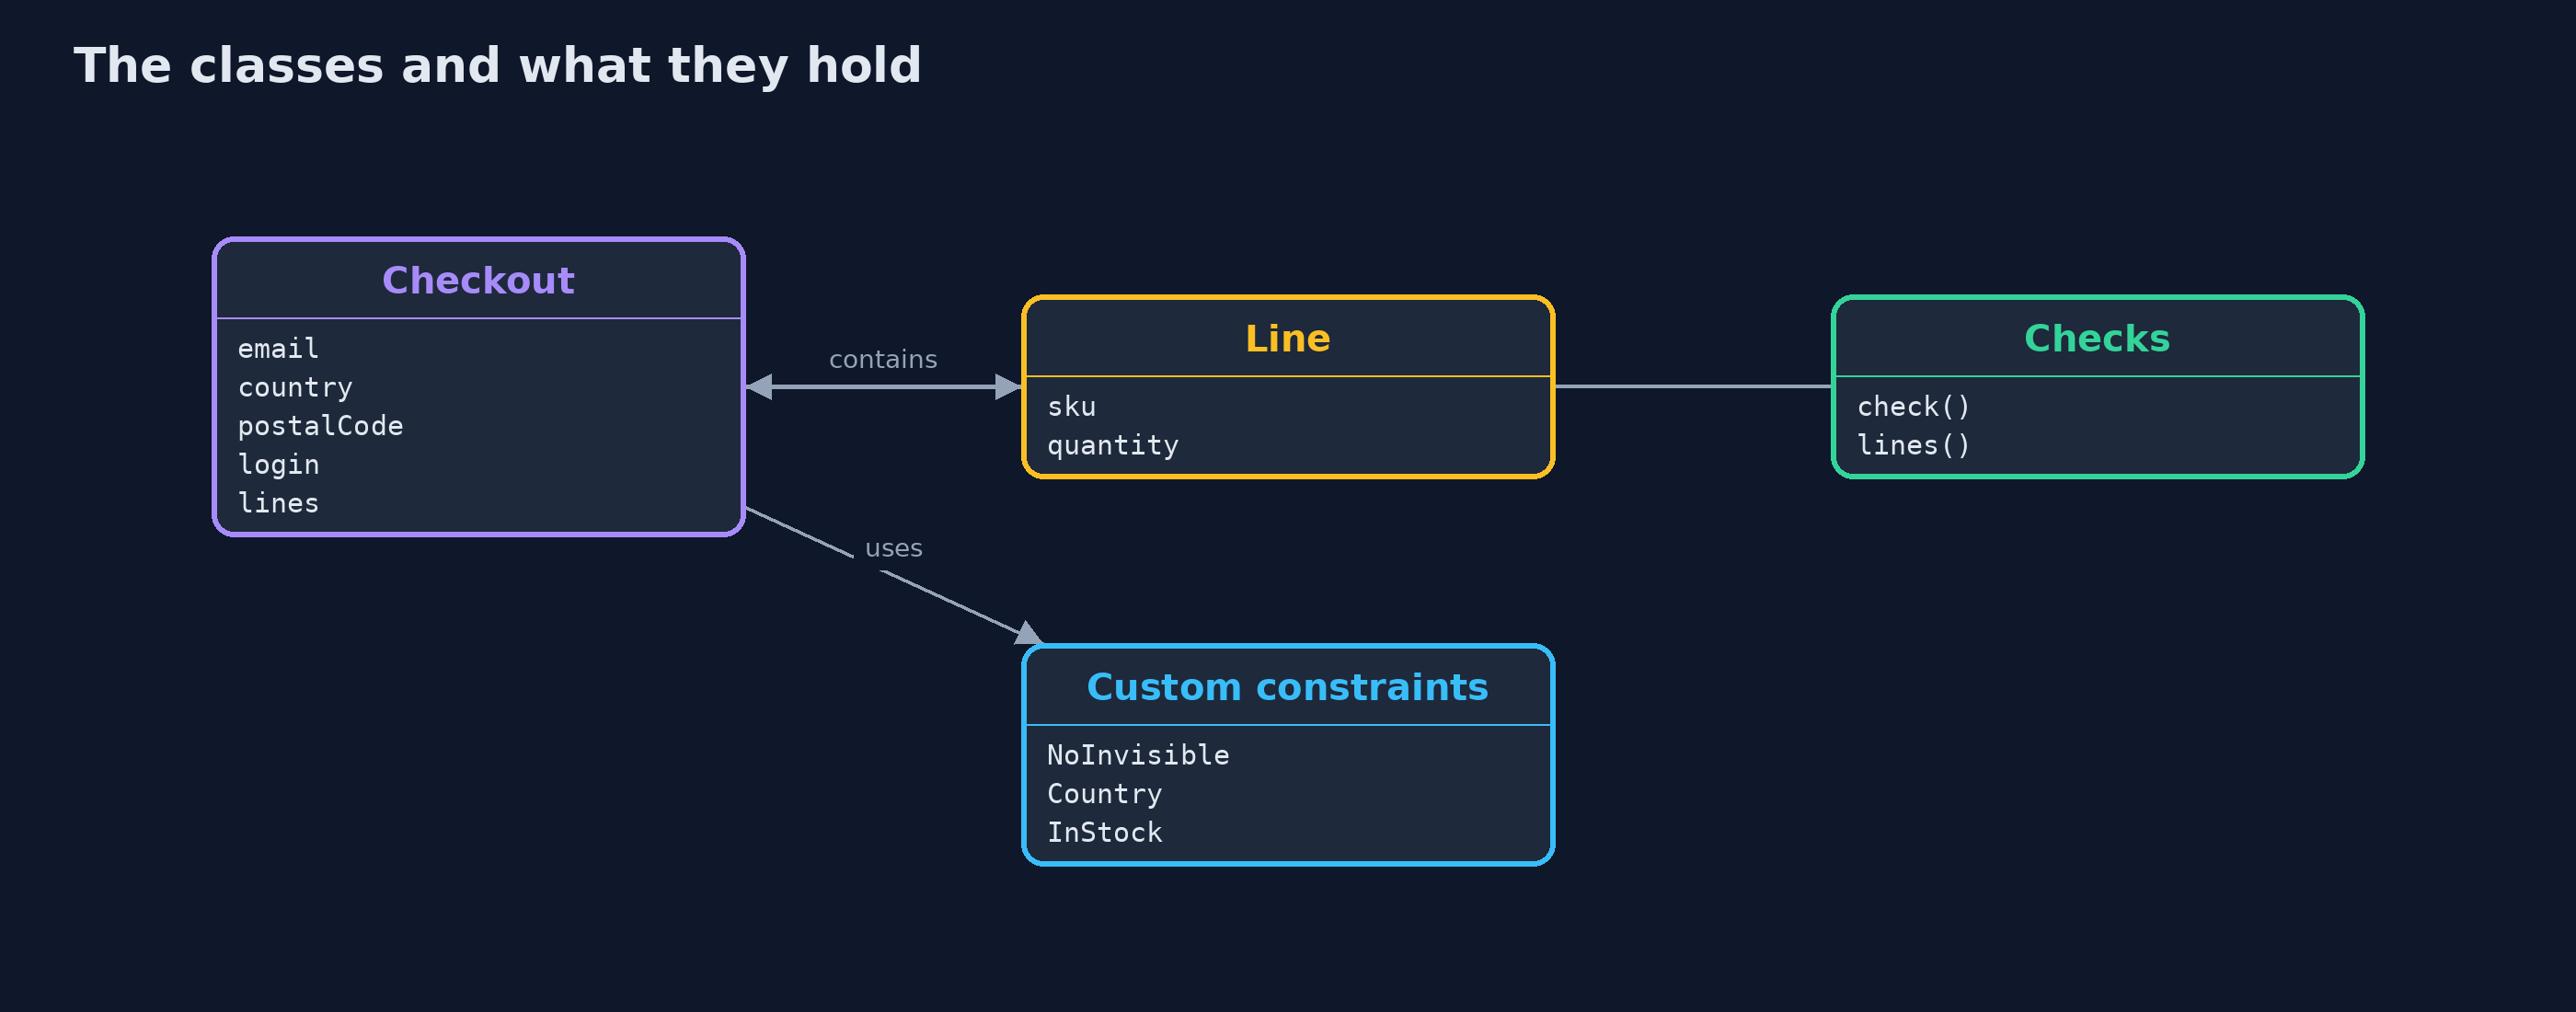 The classes and what they hold
Checkout
email
country
postalCode
login
lines
contains
Line
sku
quantity
Checks
check()
lines()
uses
Custom constraints
NoInvisible
Country
InStock